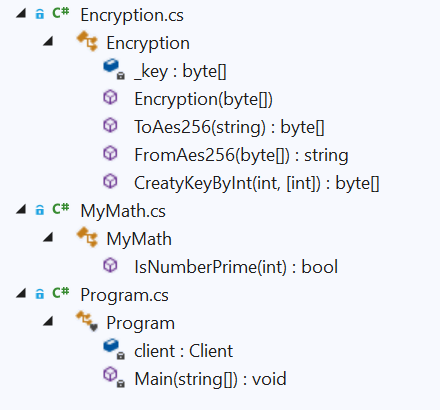 C# Encryption.cs
Encryption
_key : byte[]
Encryption(byte[])
ToAes256(string) : byte[]
FromAes256(byte[]) : string
CreatyKeyByInt(int, [int]) : byte[]
C# MyMath.cs
MyMath
IsNumberPrime(int) : bool
C# Program.cs
Program
client : Client
Main(string[]) : void